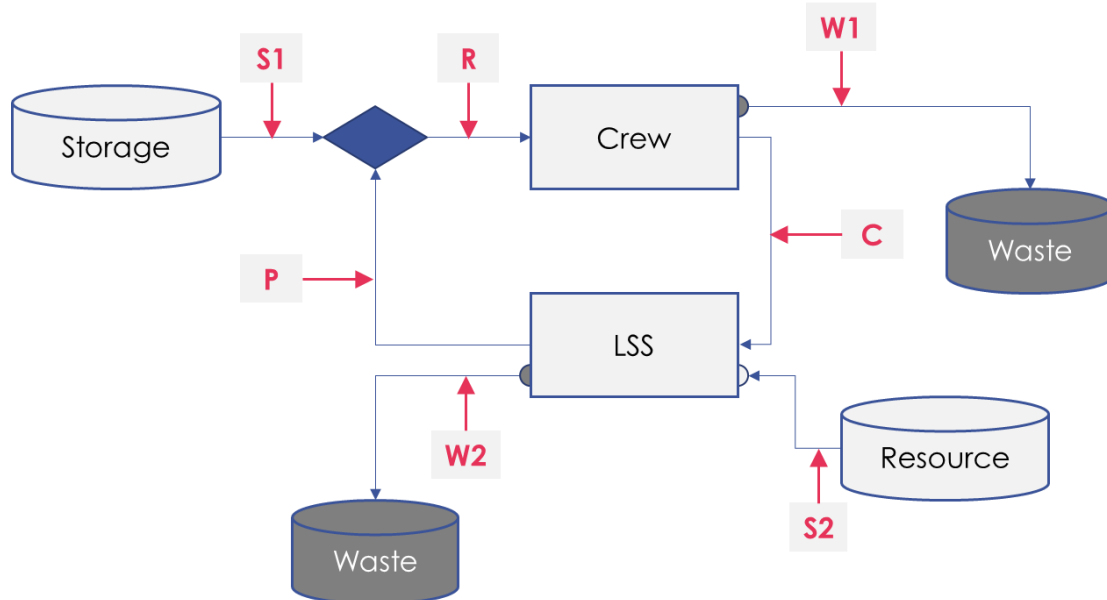 W1
S1
R
Storage
Crew
C
Waste
P
LSS
W2
Resource
S2
Waste